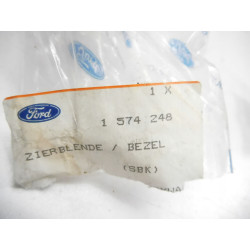 1 X
Ford
1 574 248
ZIERBLENDE / BEZEL
(SBK)